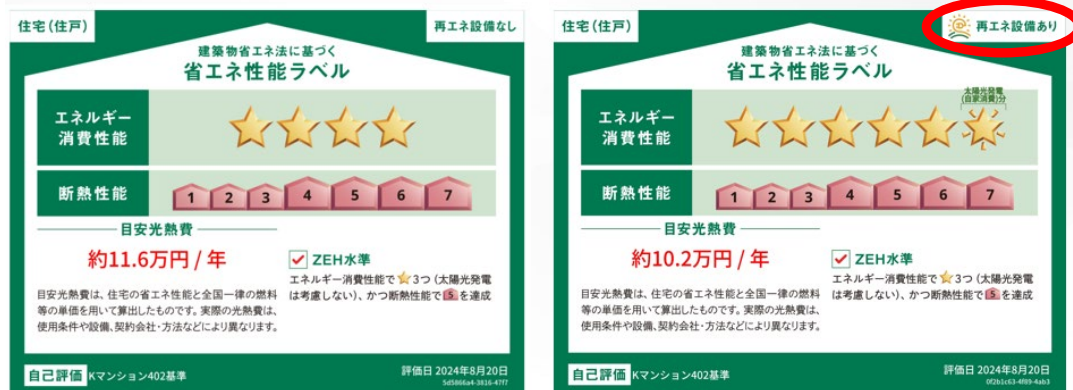 住宅(住戸)
再エネ設備なし
建築物省エネ法に基づく
省エネ性能ラベル
エネルギー
消費性能
断熱性能
1 2 3 4 5 6 7
目安光熱費
約11.6万円 / 年
目安光熱費は、住宅の省エネ性能と全国一律の燃料
等の単価を用いて算出したものです。実際の光熱費は、
使用条件や設備、契約会社・方法などにより異なります。
ZEH水準
エネルギー消費性能で3つ(太陽光発電
は考慮しない)、かつ断熱性能で5を達成
自己評価 Kマンション402基準
評価日 2024年8月20日
5d5866a4-3816-47f7
住宅(住戸)
再エネ設備あり
建築物省エネ法に基づく
省エネ性能ラベル
エネルギー
消費性能
太陽光発電
(自家消費)分
断熱性能
1 2 3 4 5 6 7
目安光熱費
約10.2万円 / 年
目安光熱費は、住宅の省エネ性能と全国一律の燃料
等の単価を用いて算出したものです。実際の光熱費は、
使用条件や設備、契約会社・方法などにより異なります。
ZEH水準
エネルギー消費性能で3つ(太陽光発電
は考慮しない)、かつ断熱性能で5を達成
自己評価 Kマンション402基準
評価日 2024年8月20日
0f2b1c63-4f89-4ab3